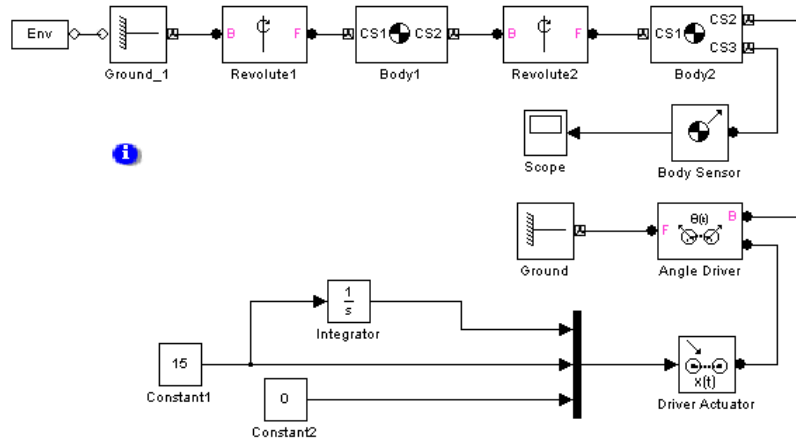 Env
Ground_1
B F
Revolute1
CS1 CS2
Body1
B F
Revolute2
CS1 CS2 CS3
Body2
i
Scope
Body Sensor
Ground
F θ(t) B
Angle Driver
1
s
Integrator
15
Constant1
0
Constant2
x(t)
Driver Actuator